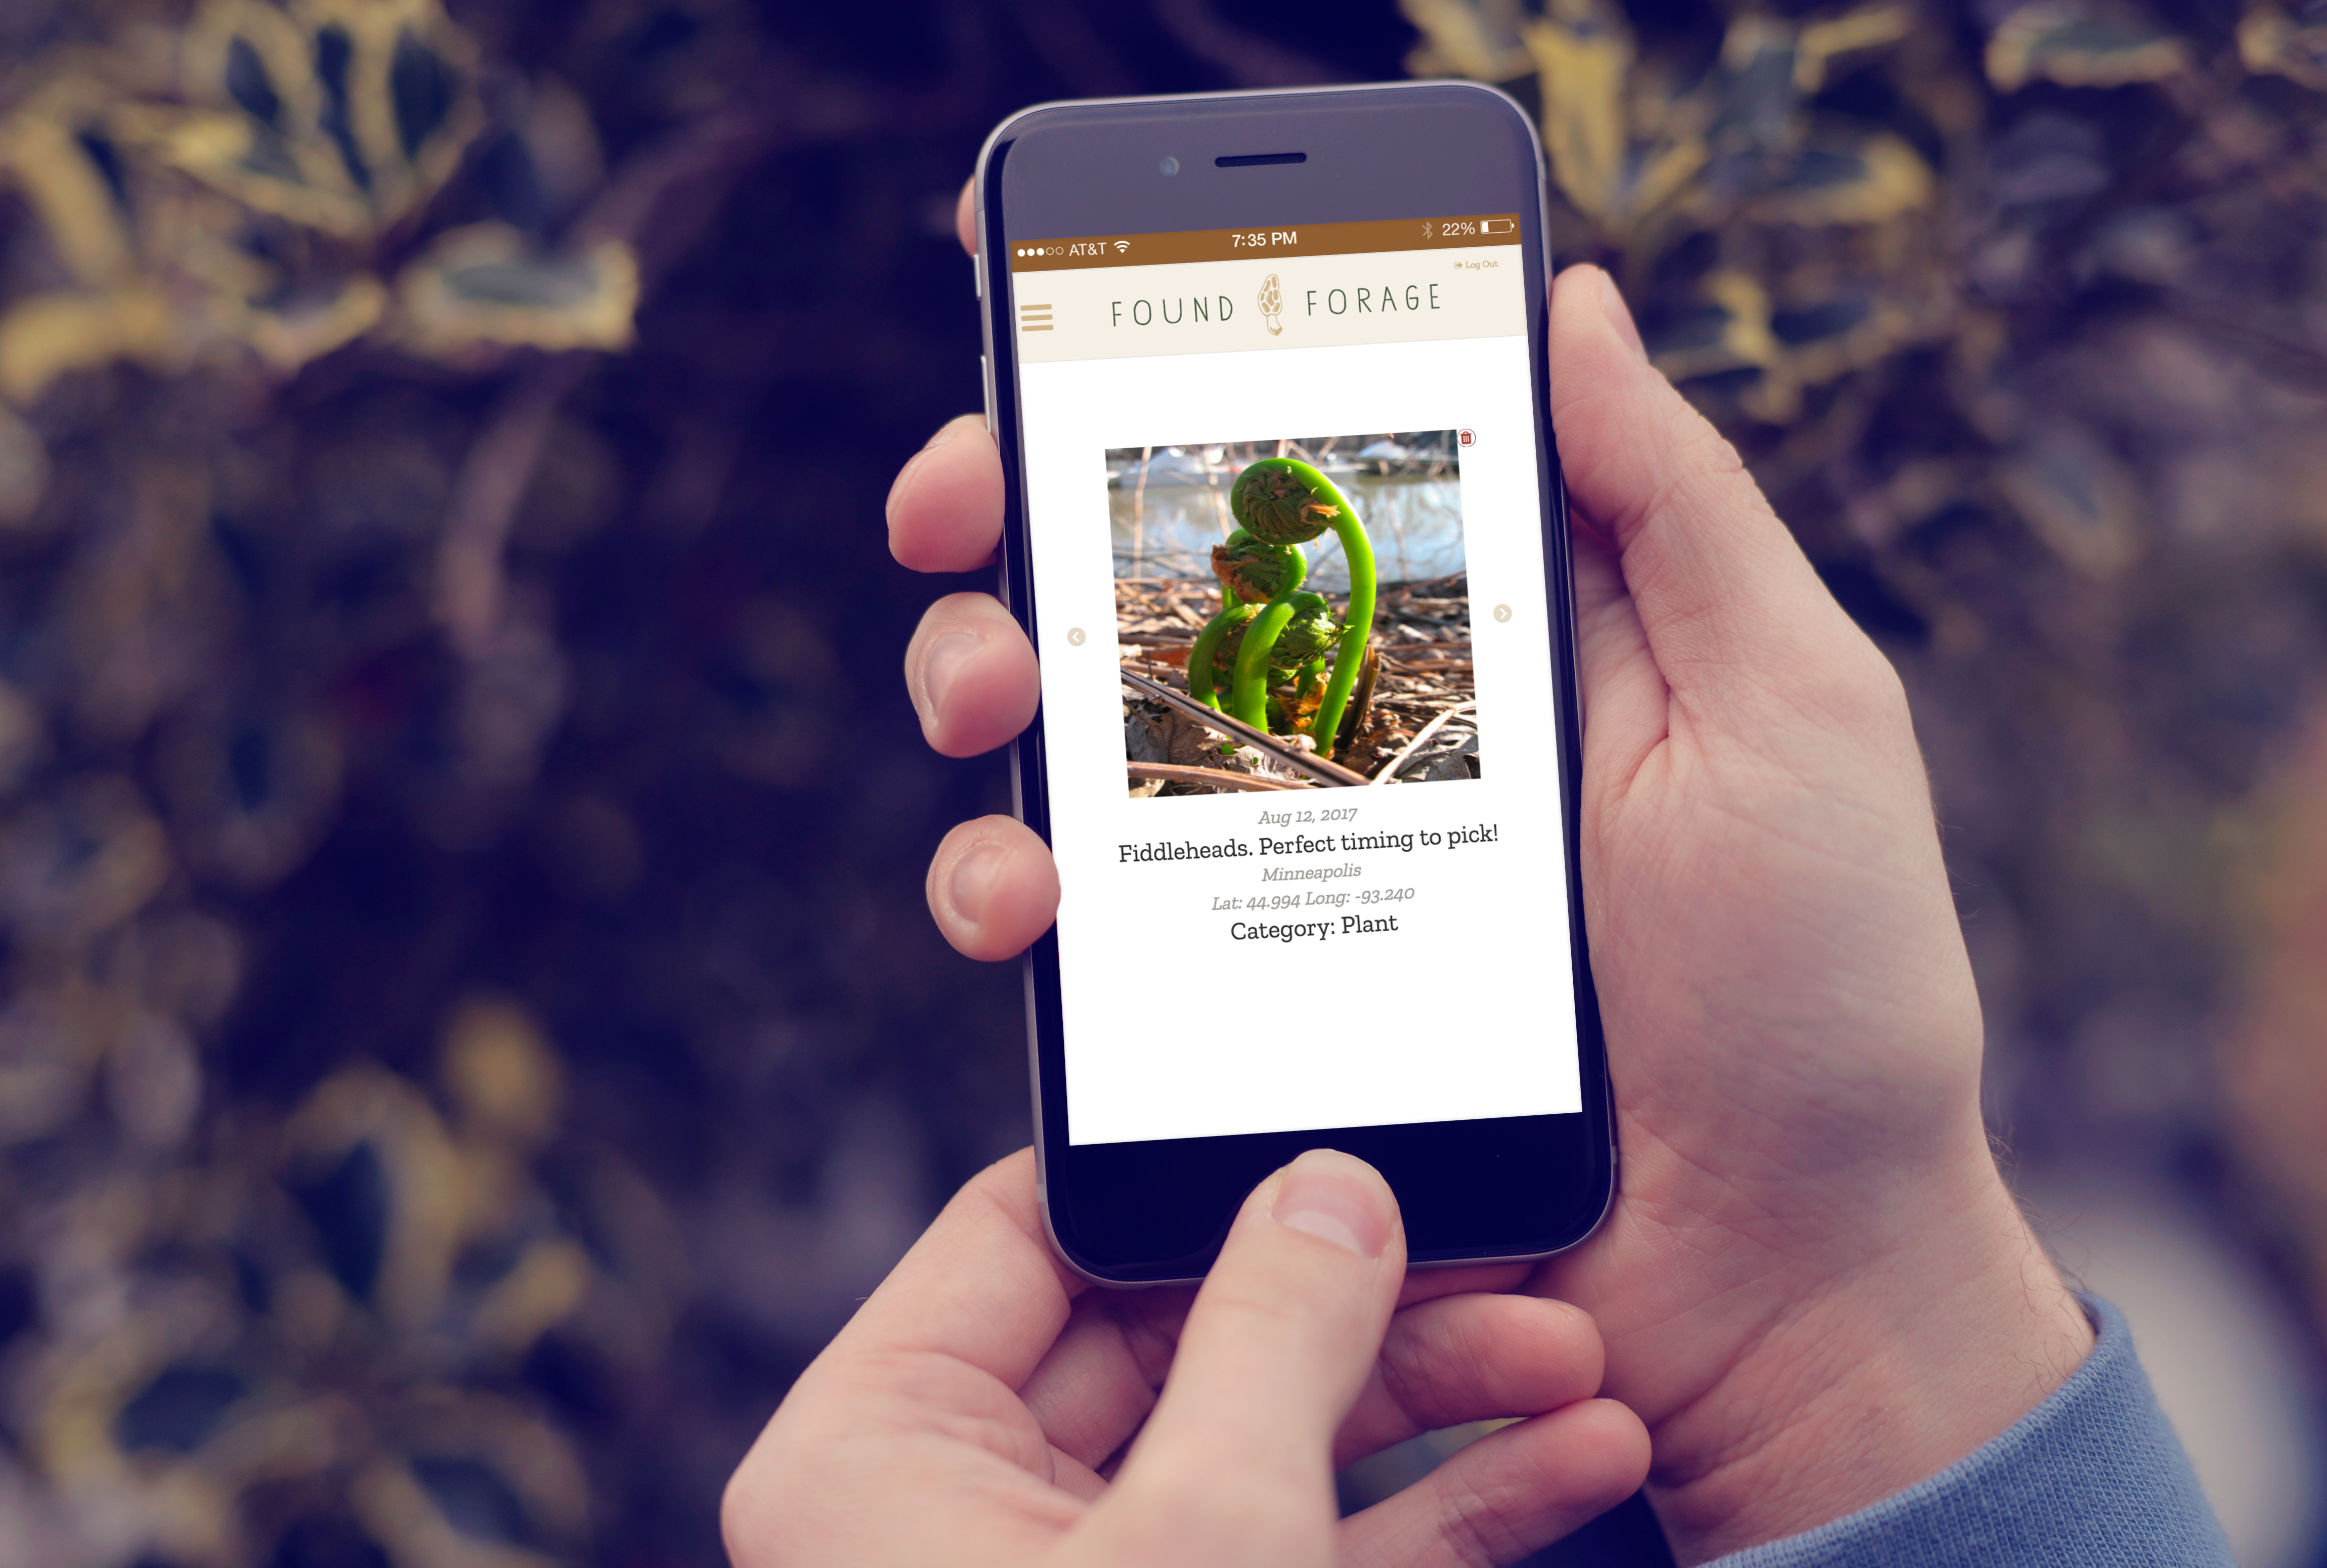 AT&T 7:35 PM 22%
Log Out
FOUND FORAGE
Aug 12, 2017
Fiddleheads. Perfect timing to pick!
Minneapolis
Lat: 44.994 Long: -93.240
Category: Plant